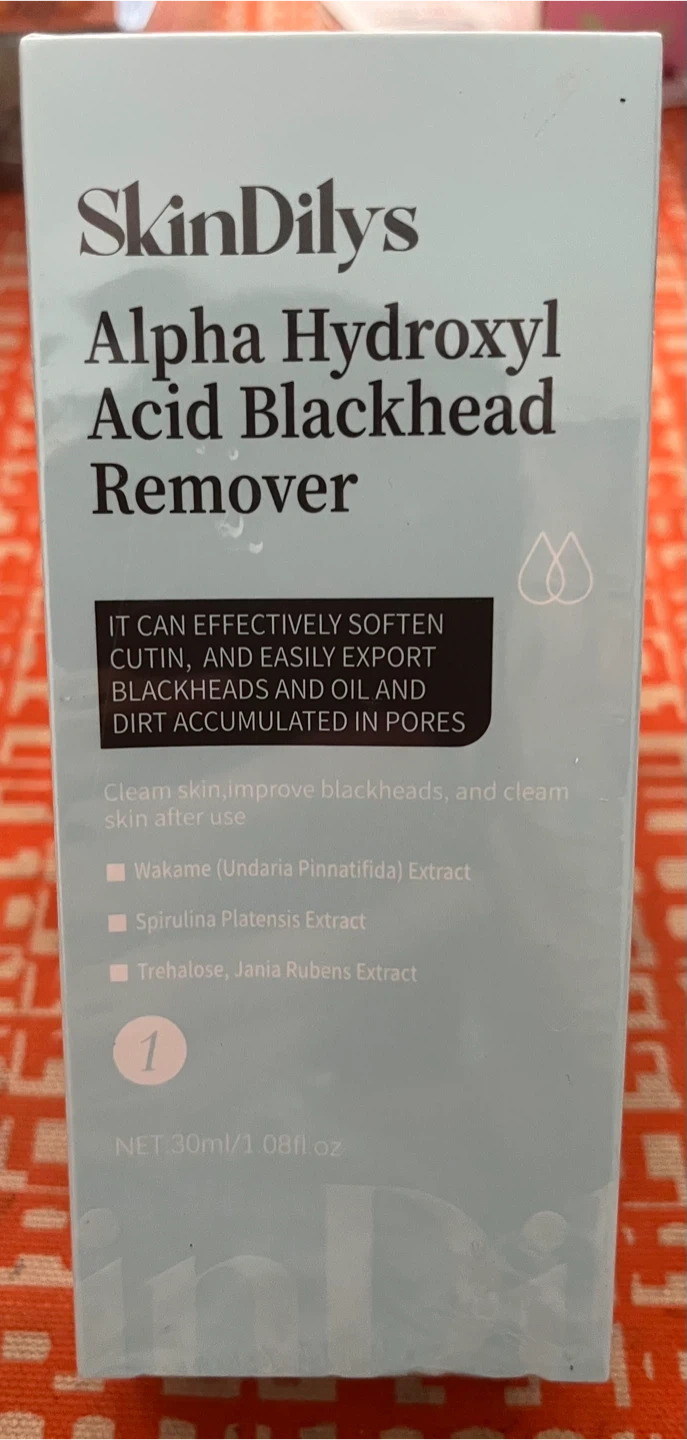 SkinDilys
Alpha Hydroxyl
Acid Blackhead
Remover
IT CAN EFFECTIVELY SOFTEN
CUTIN, AND EASILY EXPORT
BLACKHEADS AND OIL AND
DIRT ACCUMULATED IN PORES
Cleam skin,improve blackheads, and cleam
skin after use
Wakame (Undaria Pinnatifida) Extract
Spirulina Platensis Extract
Trehalose, Jania Rubens Extract
1
NET:30ml/1.08fl.oz
inDil